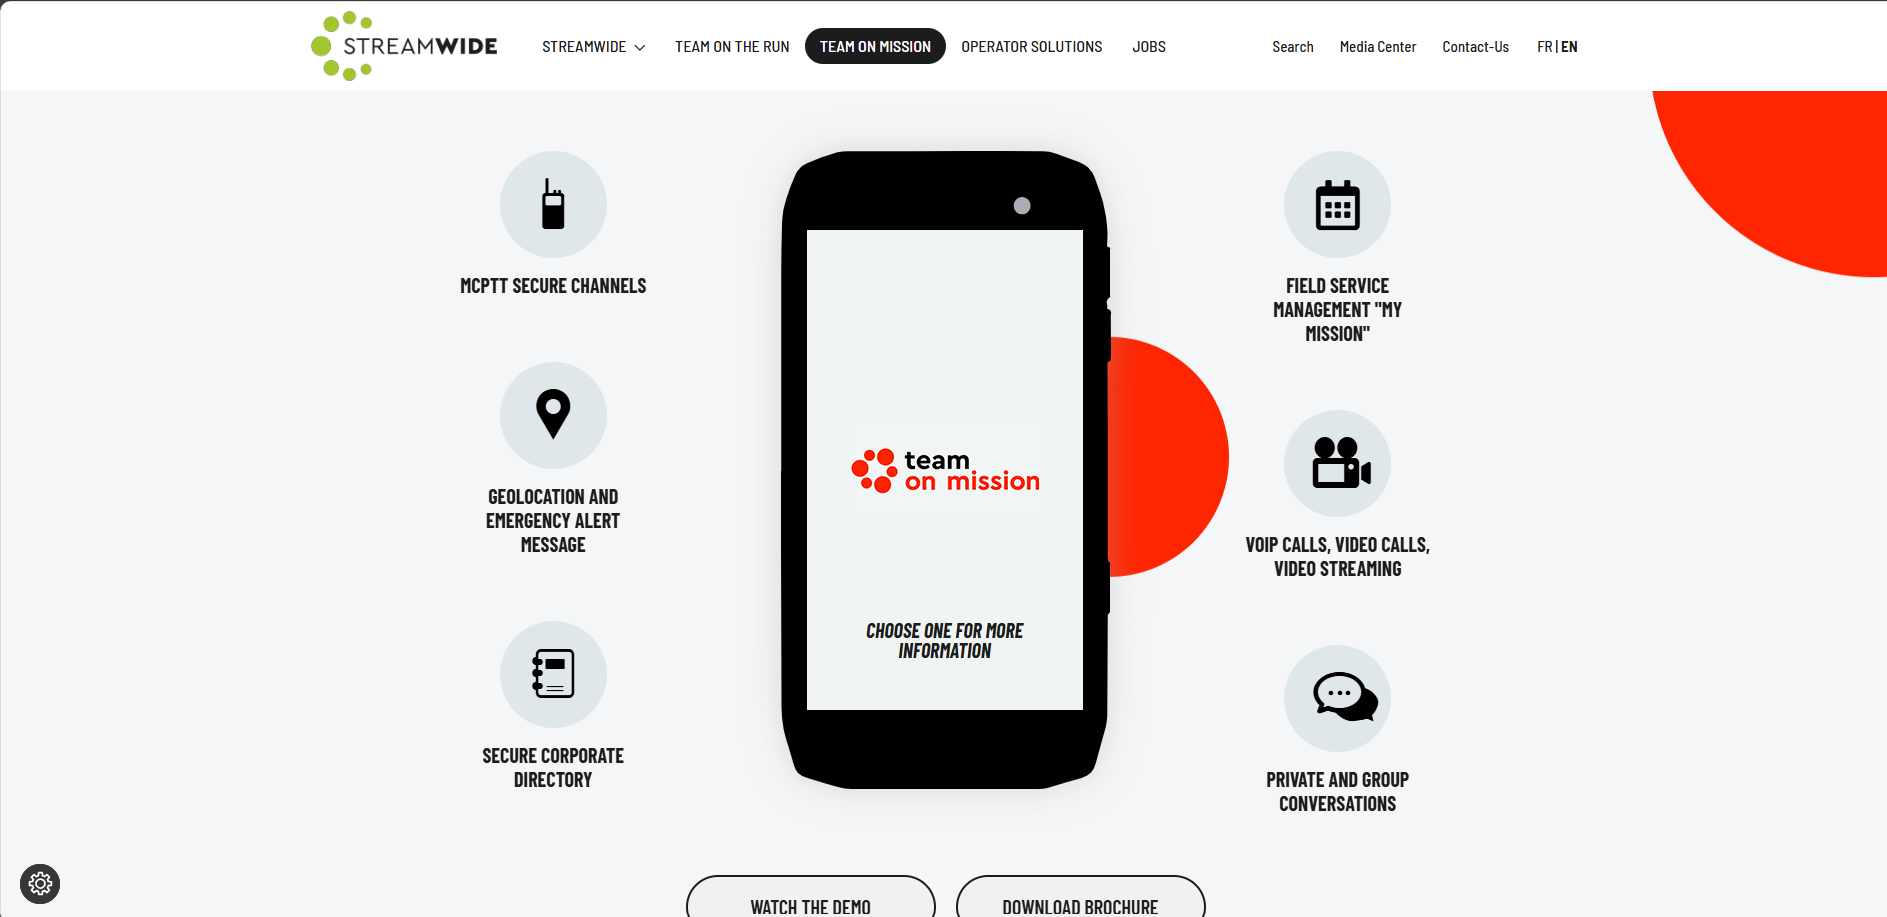 STREAMWIDE
STREAMWIDE
TEAM ON THE RUN
TEAM ON MISSION
OPERATOR SOLUTIONS
JOBS
Search
Media Center
Contact-Us
FR | EN
MCPTT SECURE CHANNELS
GEOLOCATION AND
EMERGENCY ALERT
MESSAGE
SECURE CORPORATE
DIRECTORY
team
on mission
CHOOSE ONE FOR MORE
INFORMATION
FIELD SERVICE
MANAGEMENT "MY
MISSION"
VOIP CALLS, VIDEO CALLS,
VIDEO STREAMING
PRIVATE AND GROUP
CONVERSATIONS
WATCH THE DEMO
DOWNLOAD BROCHURE